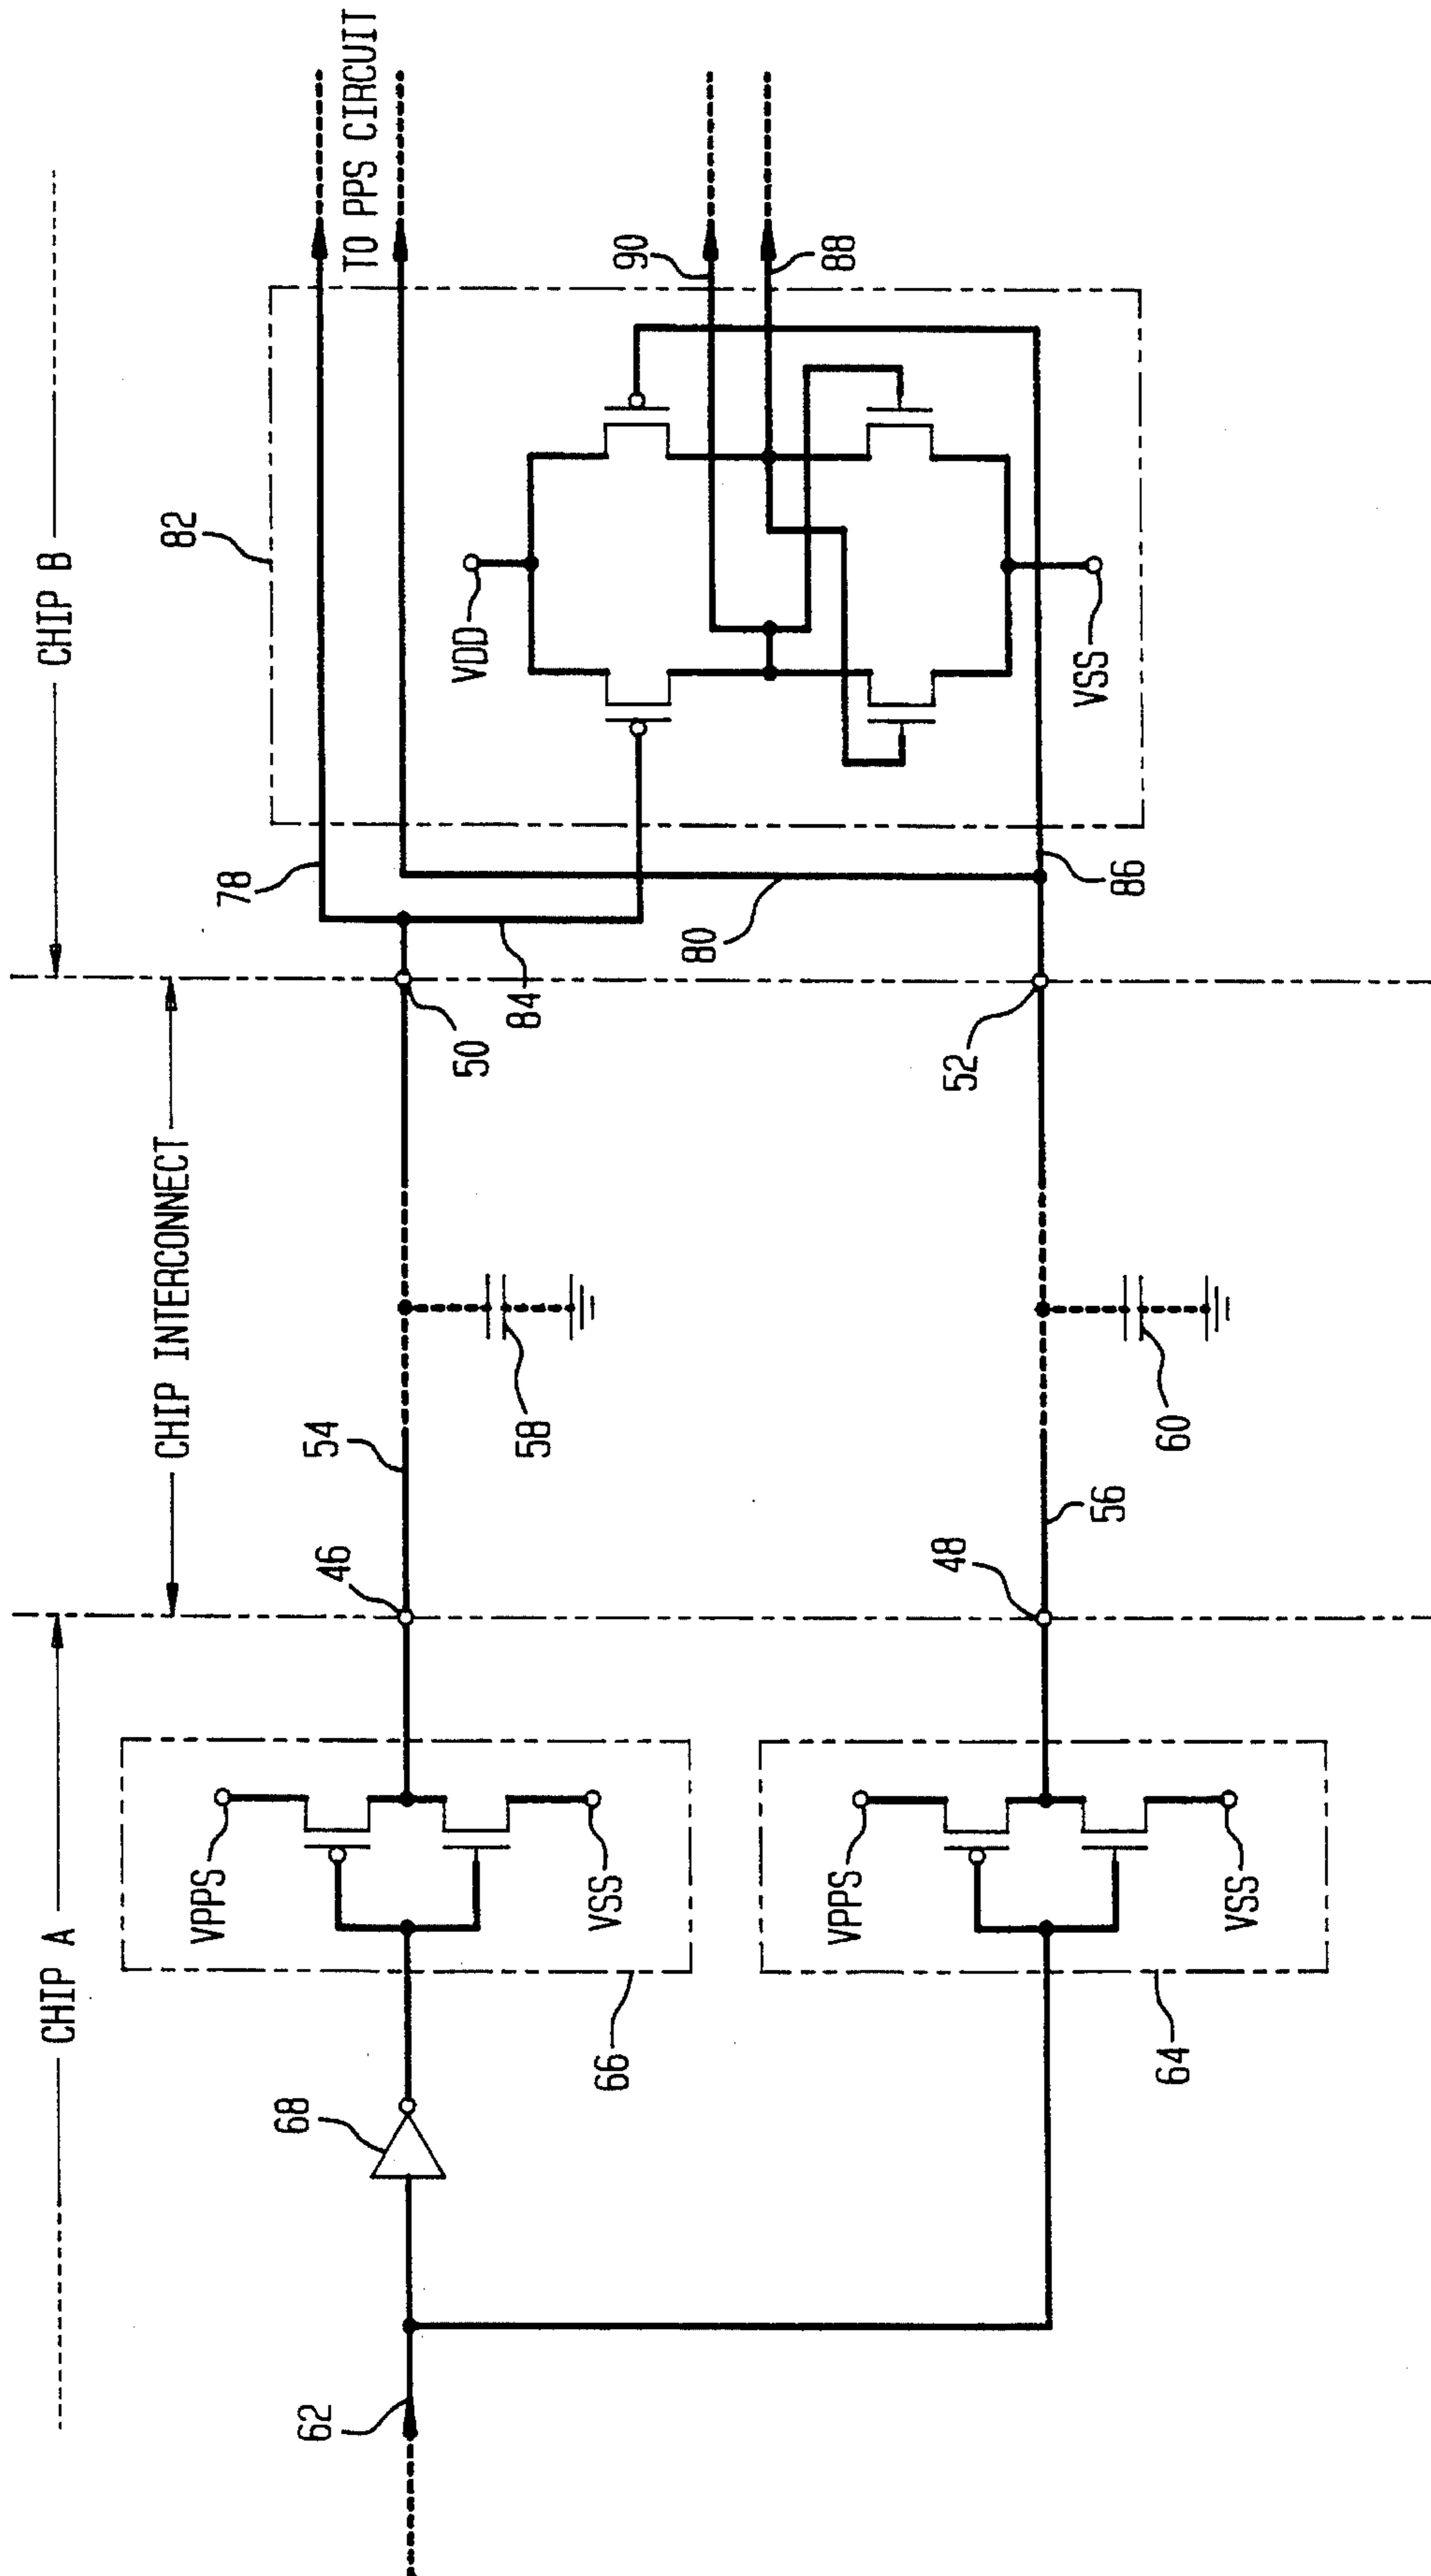 CHIP A
CHIP INTERCONNECT
CHIP B
62
68
66
VPPS
VSS
64
VPPS
VSS
46
48
54
56
58
60
50
52
84
78
80
86
82
VDD
VSS
90
88
TO PPS CIRCUIT